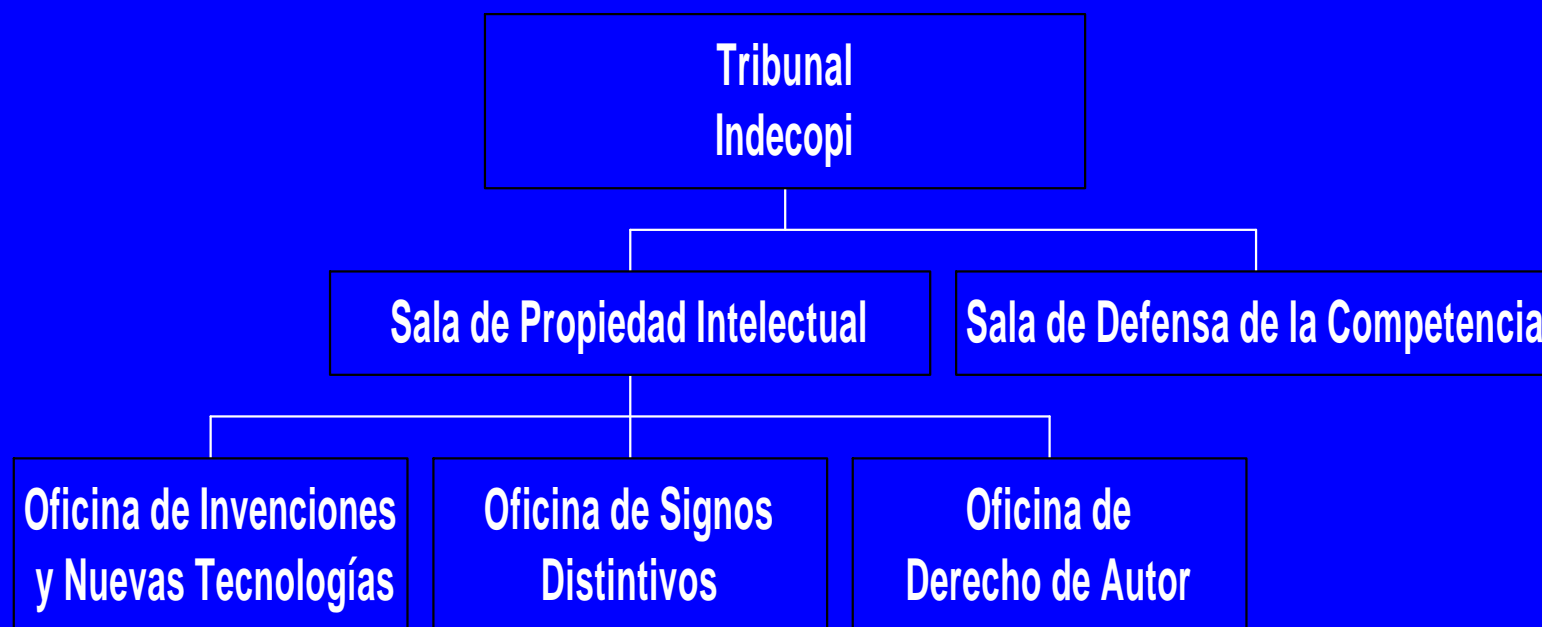 Tribunal
Indecopi
Sala de Propiedad Intelectual
Sala de Defensa de la Competencia
Oficina de Invenciones
y Nuevas Tecnologías
Oficina de Signos
Distintivos
Oficina de
Derecho de Autor